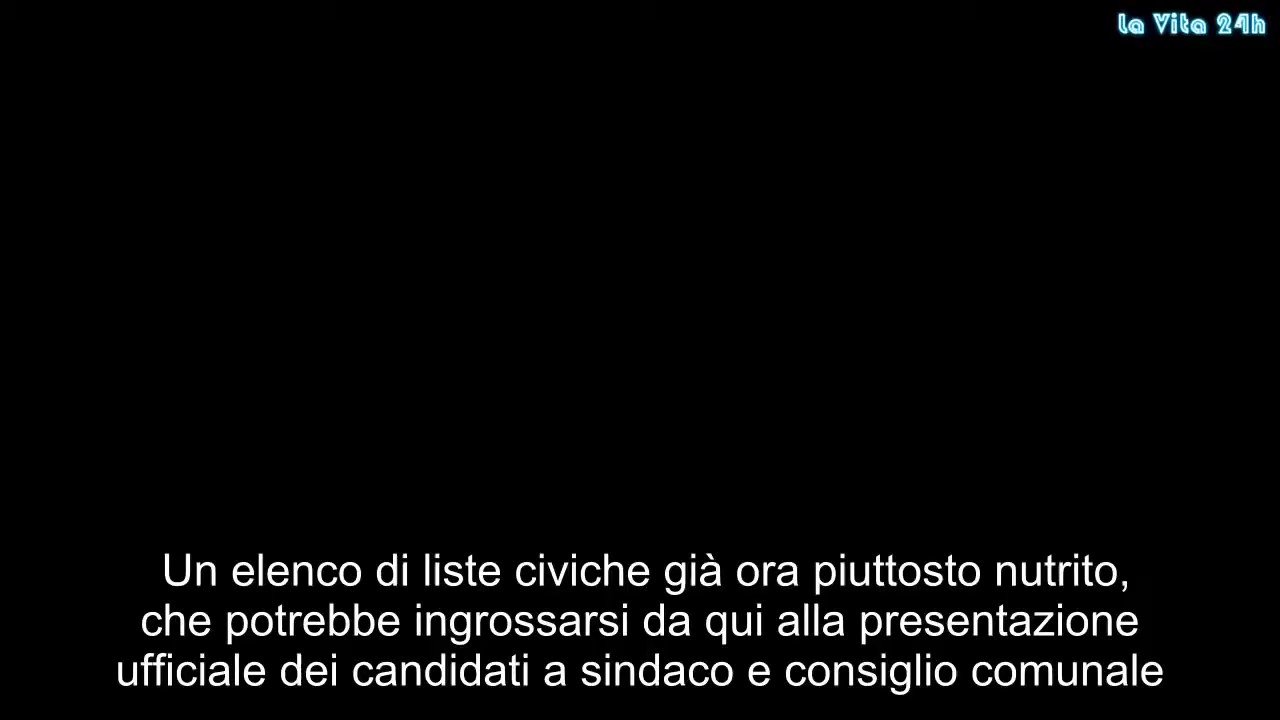 la Vita 24h
Un elenco di liste civiche già ora piuttosto nutrito,
che potrebbe ingrossarsi da qui alla presentazione
ufficiale dei candidati a sindaco e consiglio comunale